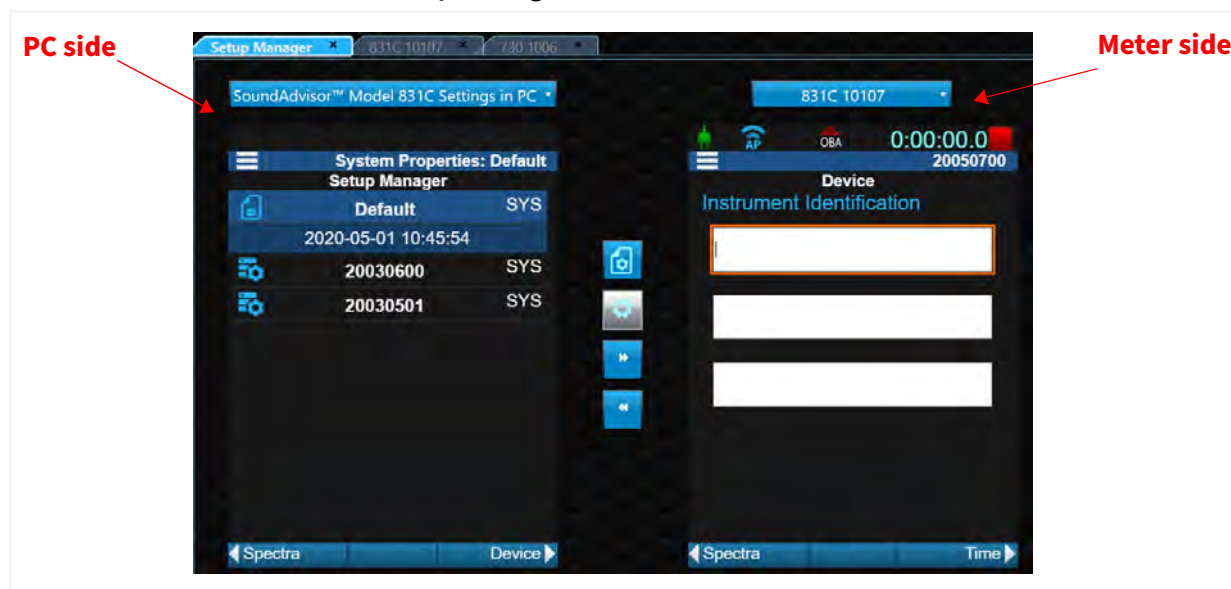 PC side
Meter side
Setup Manager ×
831C 10107 ×
730 1006 ×
SoundAdvisor™ Model 831C Settings in PC
831C 10107
AP
OBA
0:00:00.0
System Properties: Default
20050700
Setup Manager
Device
Default SYS
2020-05-01 10:45:54
20030600 SYS
20030501 SYS
Instrument Identification
Spectra
Device
Spectra
Time